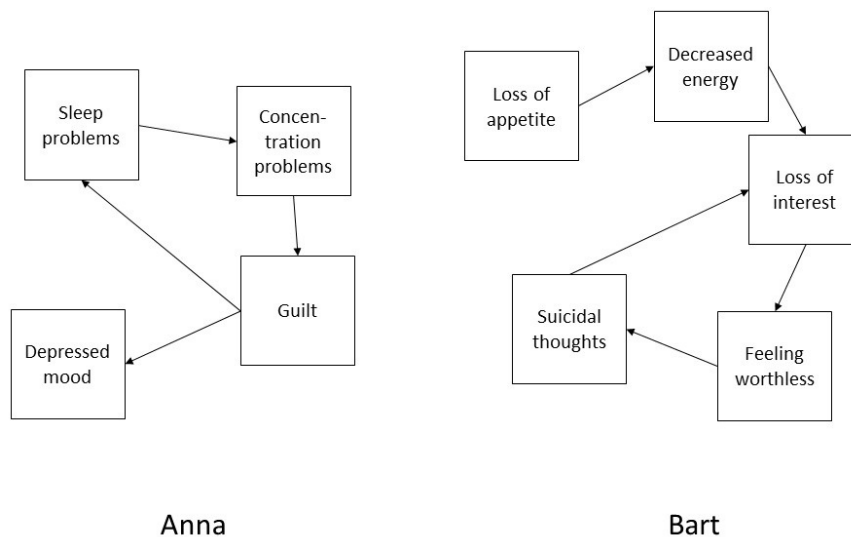 Sleep
problems
Concen-
tration
problems
Guilt
Depressed
mood
Anna
Loss of
appetite
Decreased
energy
Loss of
interest
Suicidal
thoughts
Feeling
worthless
Bart